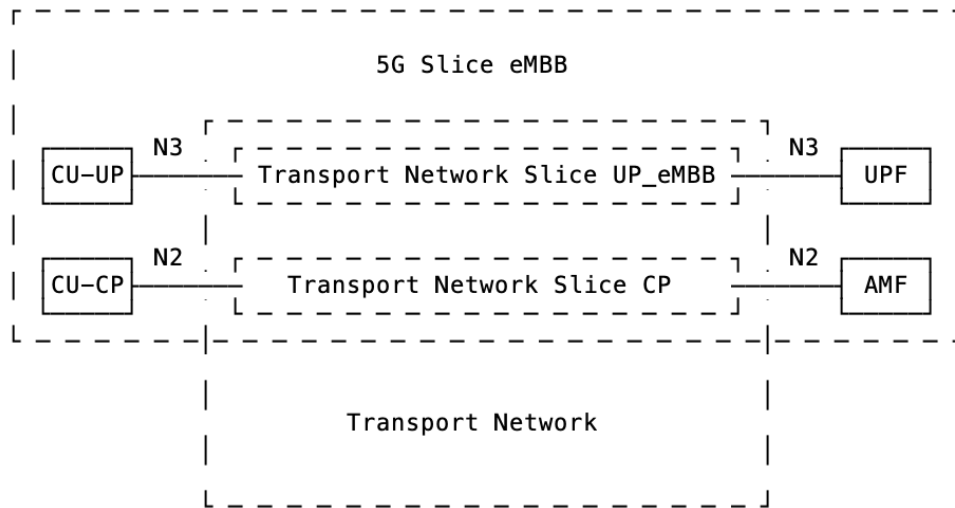 5G Slice eMBB
N3 N3
CU-UP Transport Network Slice UP_eMBB UPF
N2 N2
CU-CP Transport Network Slice CP AMF
Transport Network